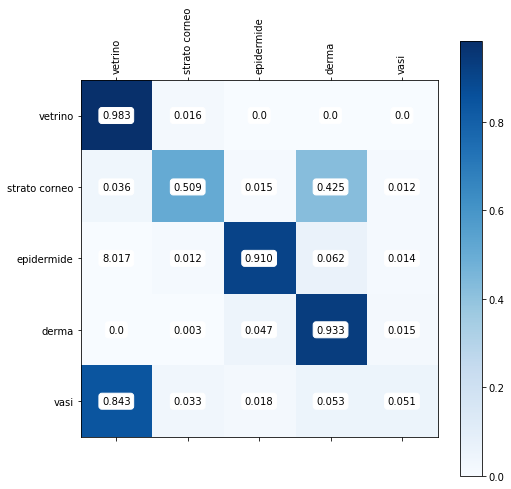 vetrino strato corneo epidermide derma vasi
vetrino 0.983 0.016 0.0 0.0 0.0
strato corneo 0.036 0.509 0.015 0.425 0.012
epidermide 8.017 0.012 0.910 0.062 0.014
derma 0.0 0.003 0.047 0.933 0.015
vasi 0.843 0.033 0.018 0.053 0.051
0.8
0.6
0.4
0.2
0.0